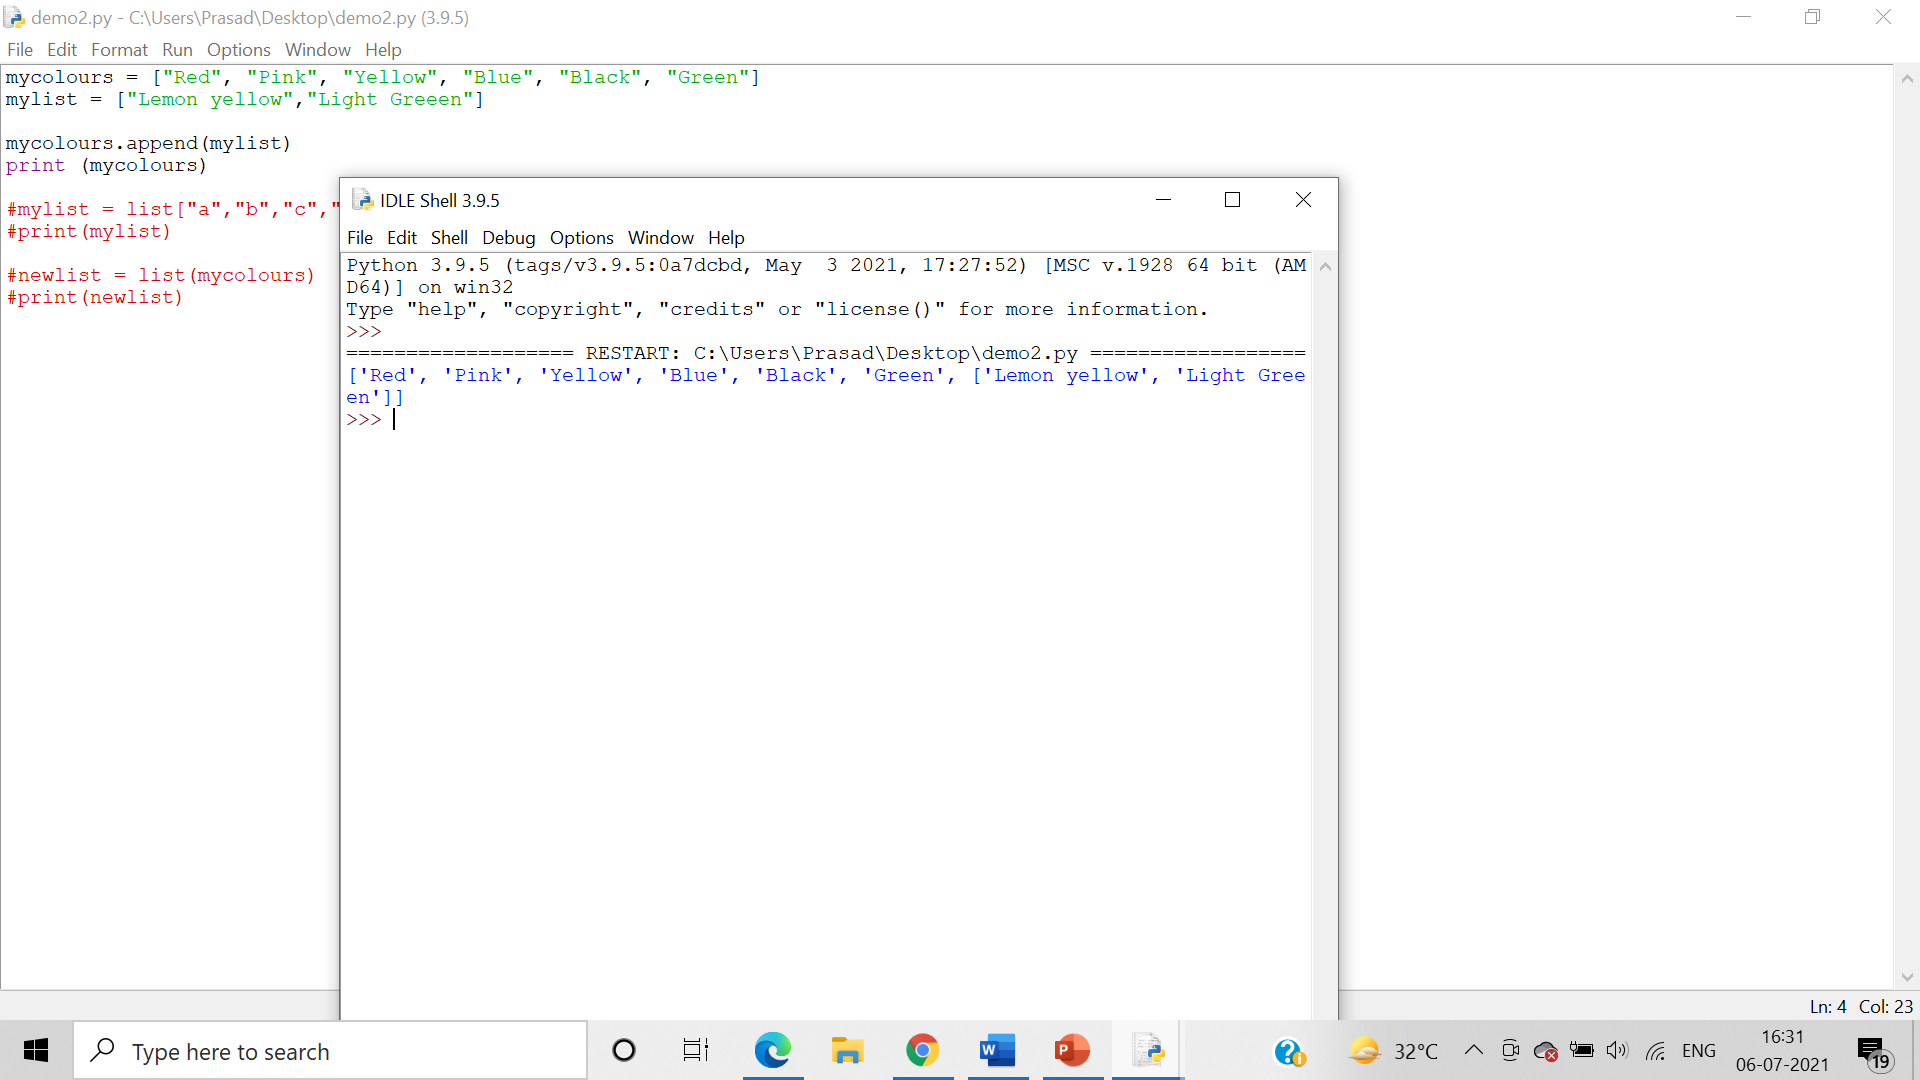 demo2.py - C:\Users\Prasad\Desktop\demo2.py (3.9.5)
File Edit Format Run Options Window Help
mycolours = ["Red", "Pink", "Yellow", "Blue", "Black", "Green"]
mylist = ["Lemon yellow","Light Greeen"]
mycolours.append(mylist)
print (mycolours)
#mylist = list["a","b","c","
#print(mylist)
#newlist = list(mycolours)
#print(newlist)
IDLE Shell 3.9.5
File Edit Shell Debug Options Window Help
Python 3.9.5 (tags/v3.9.5:0a7dcbd, May  3 2021, 17:27:52) [MSC v.1928 64 bit (AM
D64)] on win32
Type "help", "copyright", "credits" or "license()" for more information.
>>>
=================== RESTART: C:\Users\Prasad\Desktop\demo2.py ==================
['Red', 'Pink', 'Yellow', 'Blue', 'Black', 'Green', ['Lemon yellow', 'Light Gree
en']]
>>>
Ln: 4 Col: 23
Type here to search
32°C
ENG
16:31
06-07-2021
19